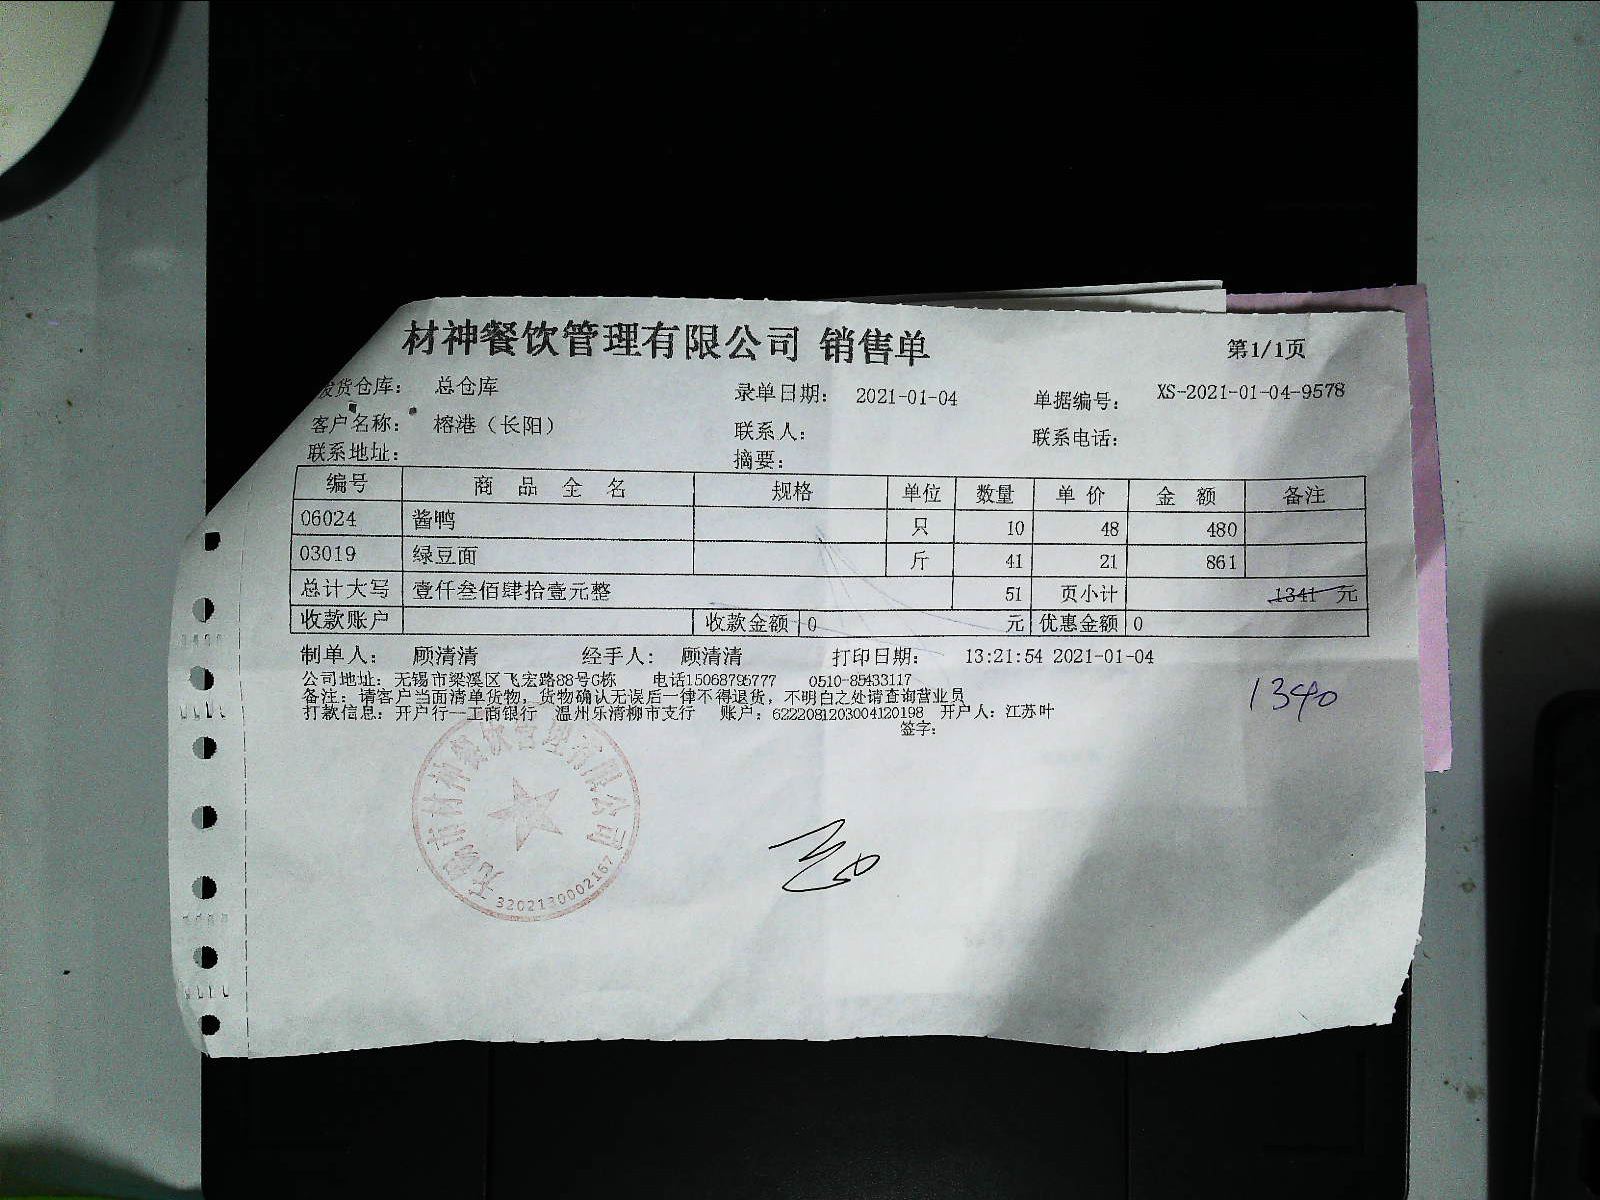 材神餐饮管理有限公司 销售单
第1/1页
发货仓库： 总仓库 录单日期： 2021-01-04 单据编号： XS-2021-01-04-9578
客户名称： 榕港（长阳） 联系人： 联系电话：
联系地址： 摘要：
编号 商品全名 规格 单位 数量 单价 金额 备注
06024 酱鸭 只 10 48 480
03019 绿豆面 斤 41 21 861
总计大写 壹仟叁佰肆拾壹元整 51 页小计 1341 元
收款账户 收款金额 0 元 优惠金额 0
制单人： 顾清清 经手人： 顾清清 打印日期： 13:21:54 2021-01-04
公司地址：无锡市梁溪区飞宏路88号G栋 电话15068795777 0510-85433117
备注：请客户当面清单货物，货物确认无误后一律不得退货，不明白之处请查询营业员
打款信息：开户行—工商银行 温州乐清柳市支行 账户：6222081203004120198 开户人：江苏叶
签字：
1340
无锡市材神餐饮管理有限公司
3202130002167